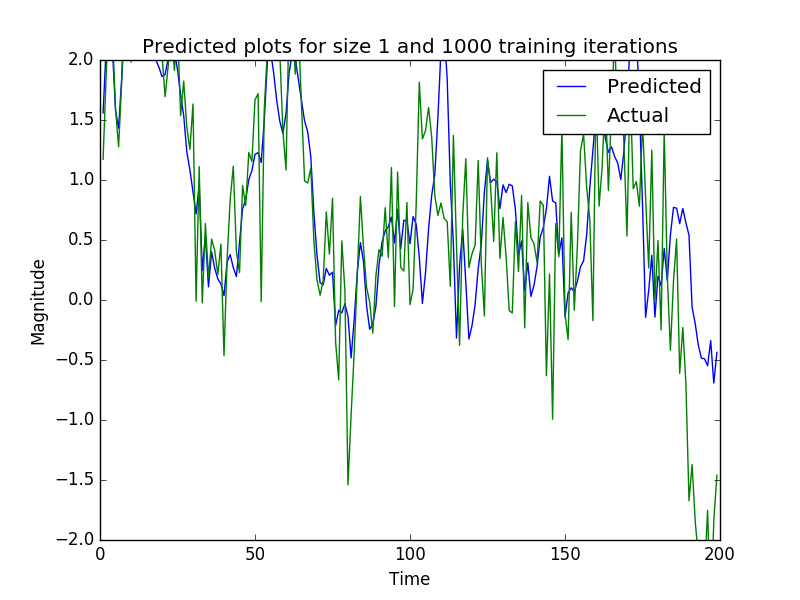 Predicted plots for size 1 and 1000 training iterations
Predicted
Actual
2.0
1.5
1.0
0.5
0.0
−0.5
−1.0
−1.5
−2.0
Magnitude
0 50 100 150 200
Time